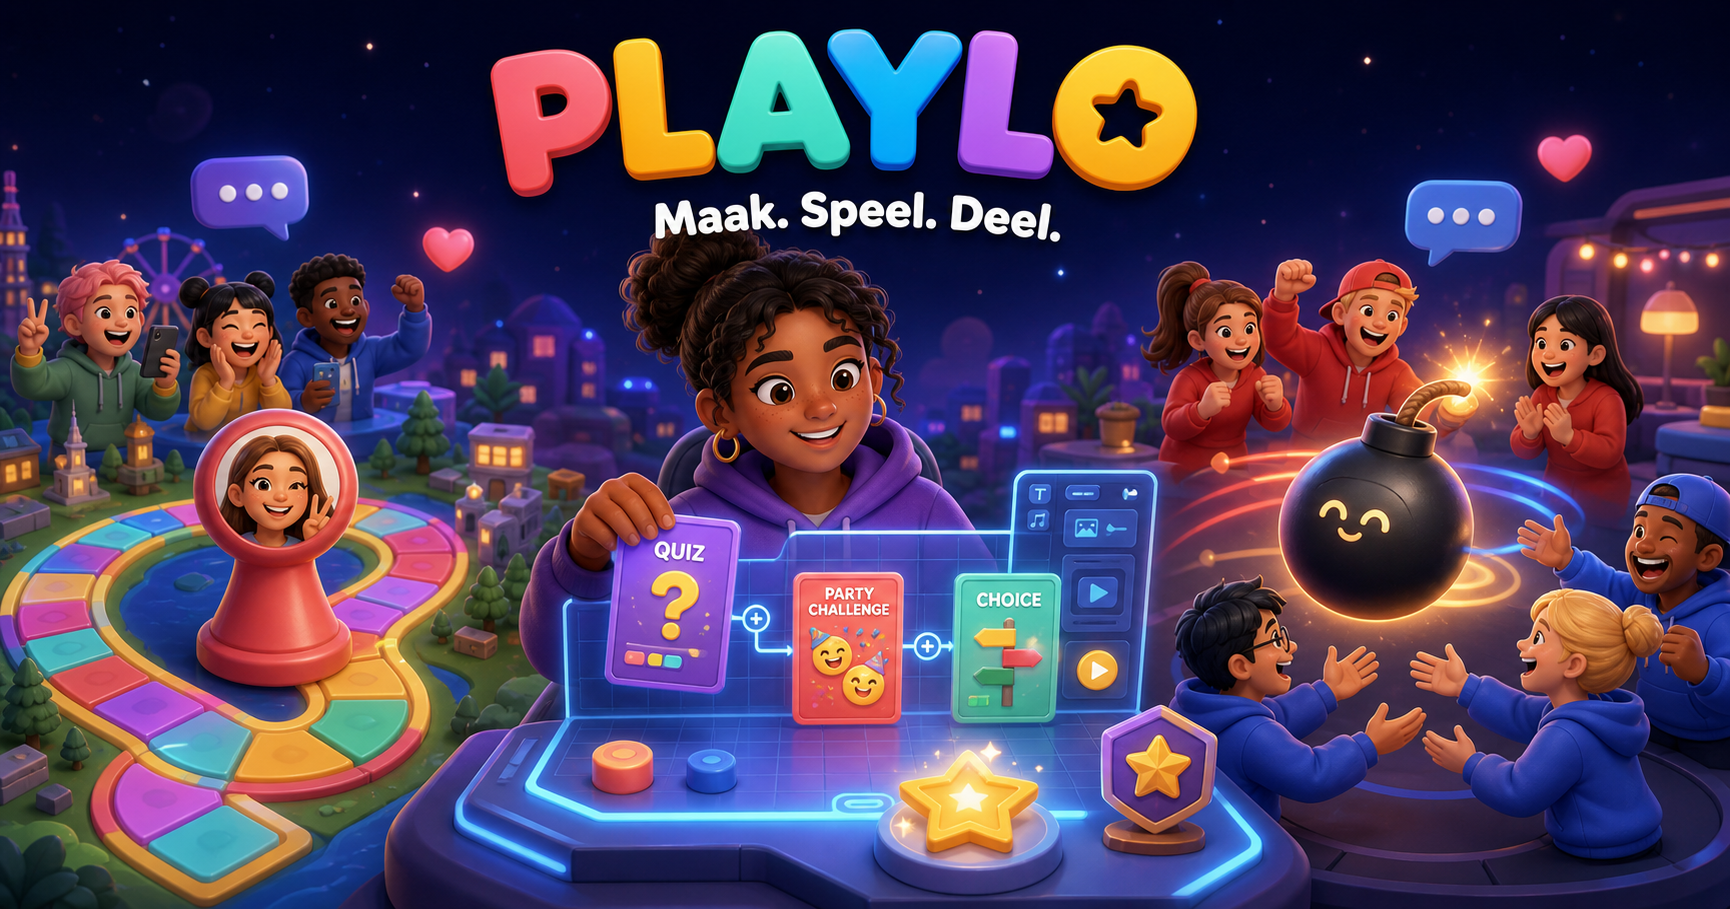 PLAYLO
Maak. Speel. Deel.
QUIZ
?
PARTY
CHALLENGE
CHOICE
T